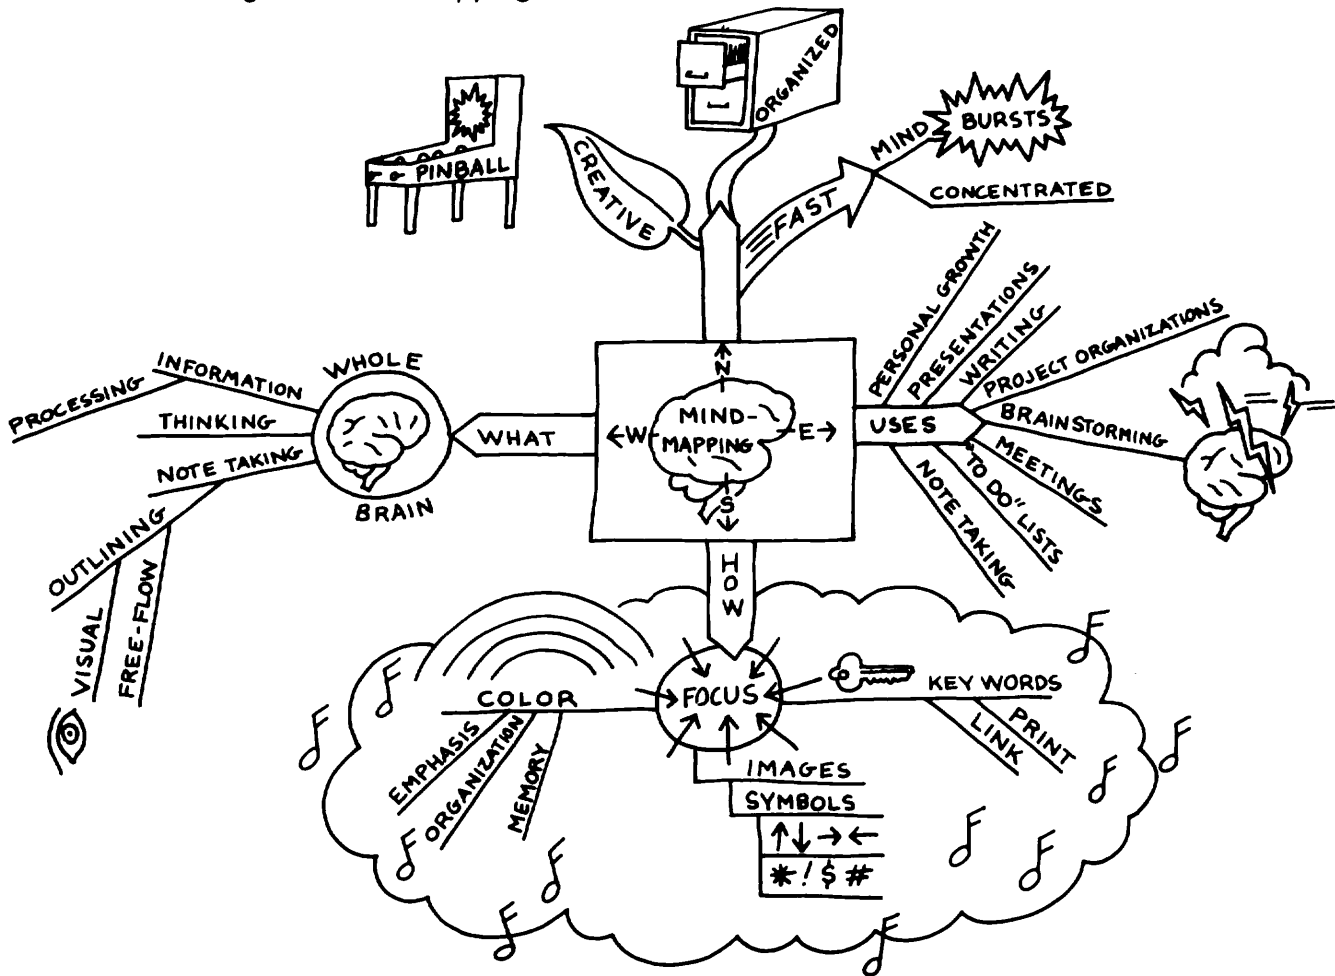 PINBALL
CREATIVE
ORGANIZED
FAST
MIND
BURSTS
CONCENTRATED
N
W
E
S
MIND-
MAPPING
WHAT
WHOLE
BRAIN
INFORMATION
PROCESSING
THINKING
NOTE TAKING
OUTLINING
VISUAL
FREE-FLOW
USES
PERSONAL GROWTH
PRESENTATIONS
WRITING
PROJECT ORGANIZATIONS
BRAINSTORMING
MEETINGS
"TO DO" LISTS
NOTE TAKING
HOW
FOCUS
COLOR
EMPHASIS
ORGANIZATION
MEMORY
KEY WORDS
PRINT
LINK
IMAGES
SYMBOLS
↑↓→←
*!$#